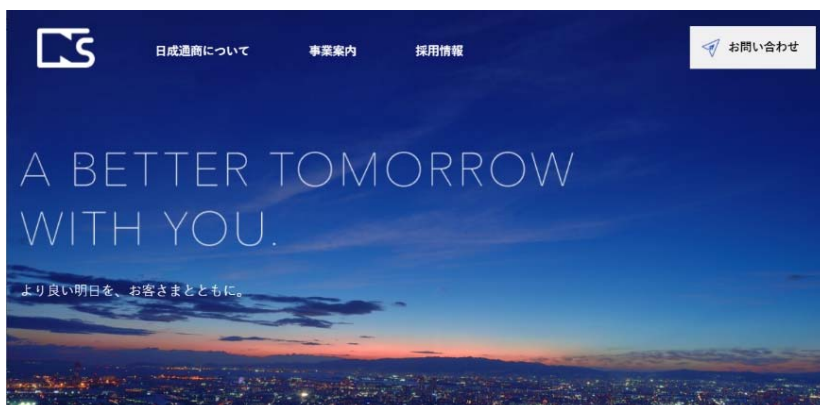 NS
日成通商について
事業案内
採用情報
お問い合わせ
A BETTER TOMORROW
WITH YOU.
より良い明日を、お客さまとともに。